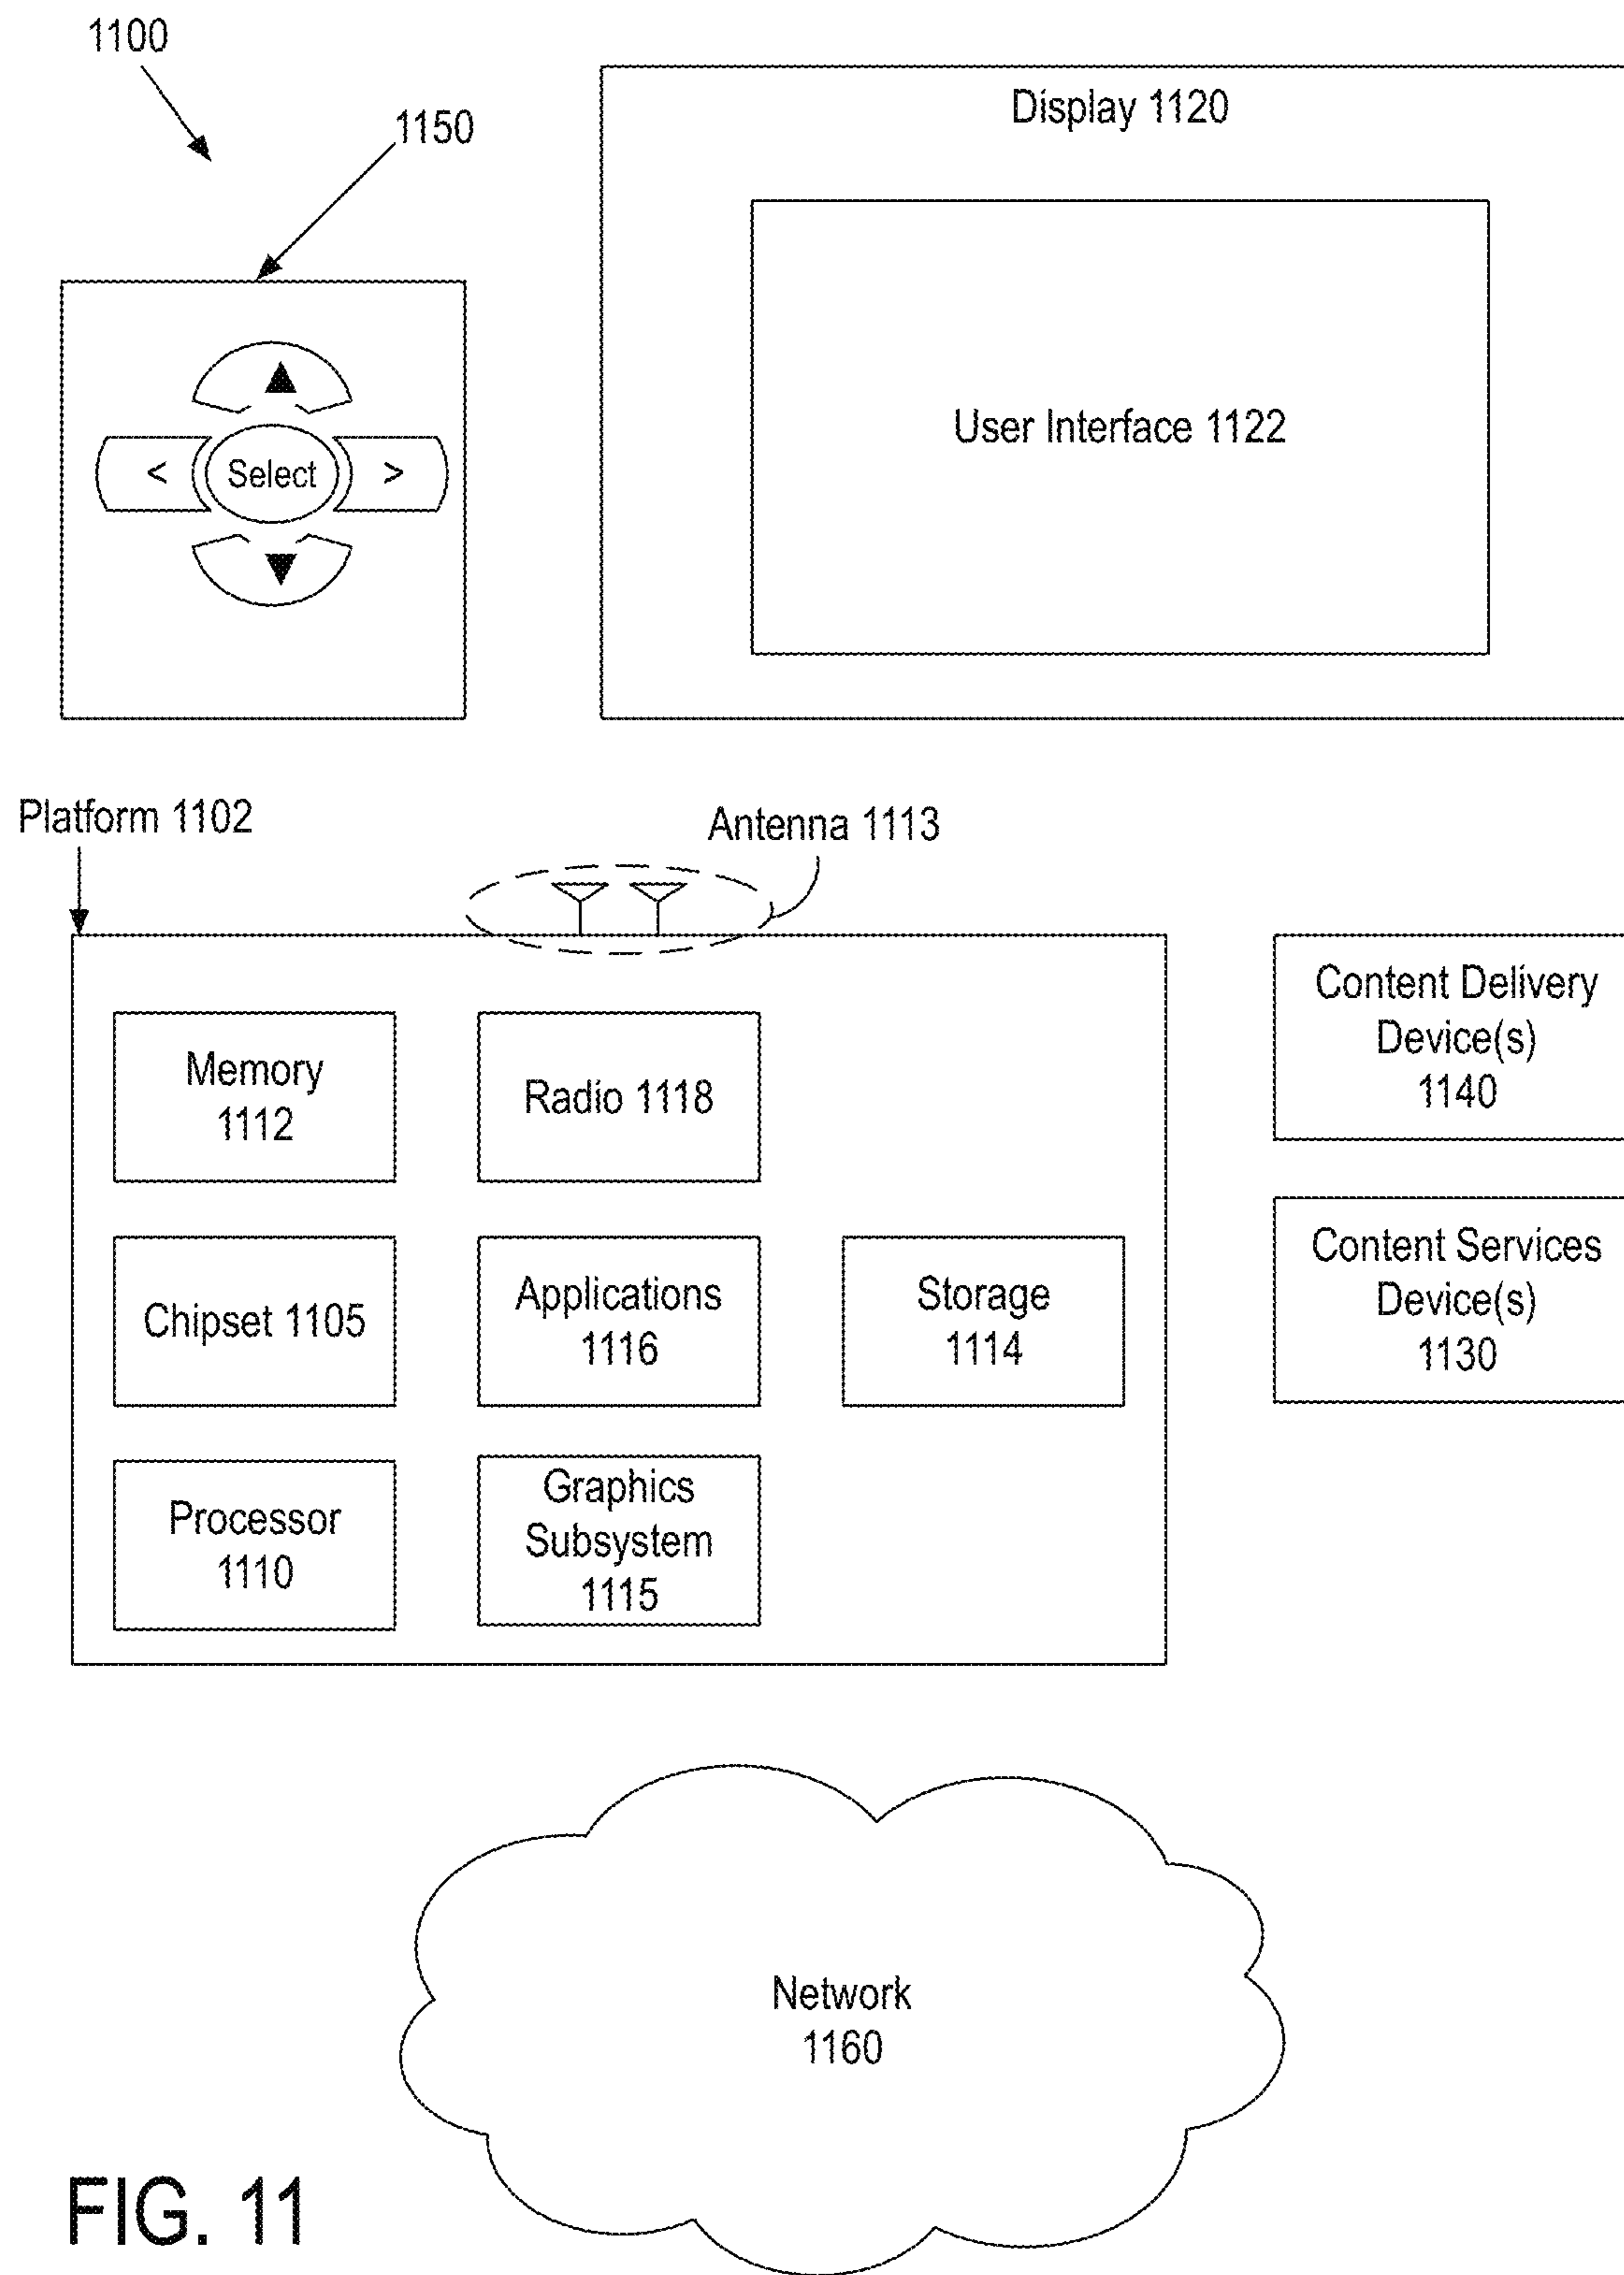 1100
1150
Display 1120
User Interface 1122
<
Select
>
Platform 1102
Antenna 1113
Memory
1112
Radio 1118
Chipset 1105
Applications
1116
Storage
1114
Processor
1110
Graphics
Subsystem
1115
Content Delivery
Device(s)
1140
Content Services
Device(s)
1130
Network
1160
FIG. 11